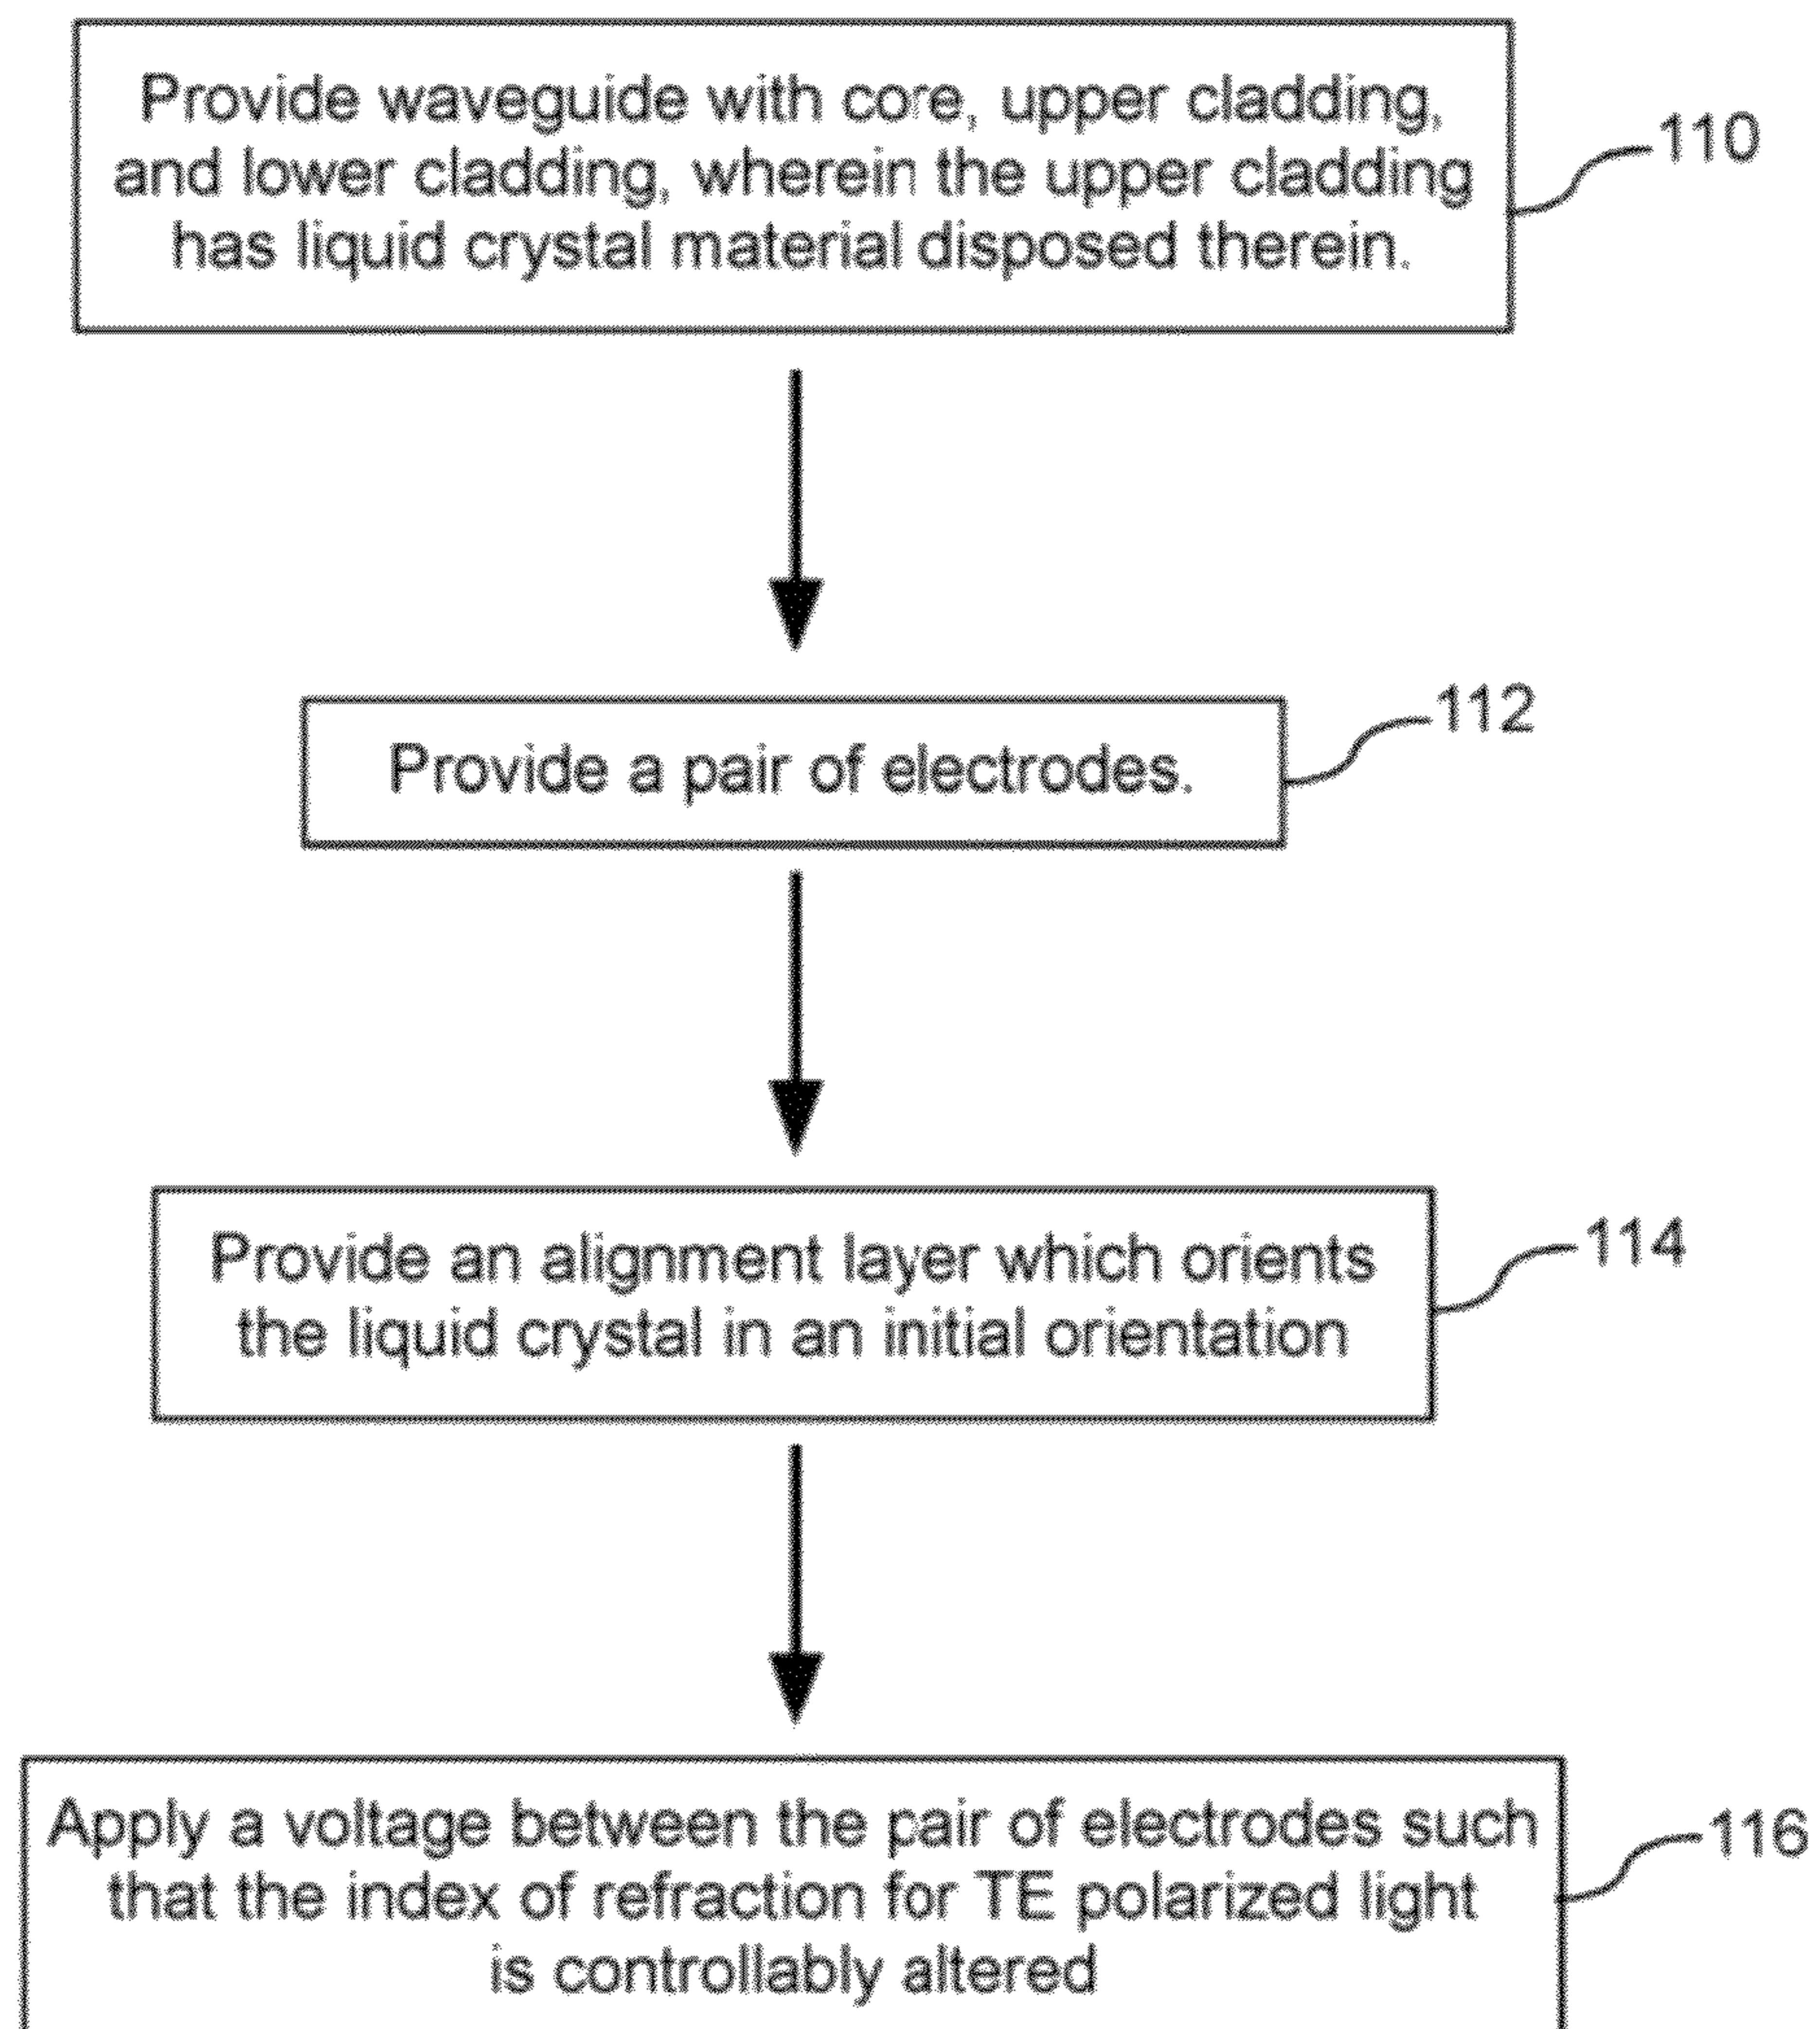 Provide waveguide with core, upper cladding,
and lower cladding, wherein the upper cladding
has liquid crystal material disposed therein.
110
Provide a pair of electrodes.
112
Provide an alignment layer which orients
the liquid crystal in an initial orientation
114
Apply a voltage between the pair of electrodes such
that the index of refraction for TE polarized light
is controllably altered
116